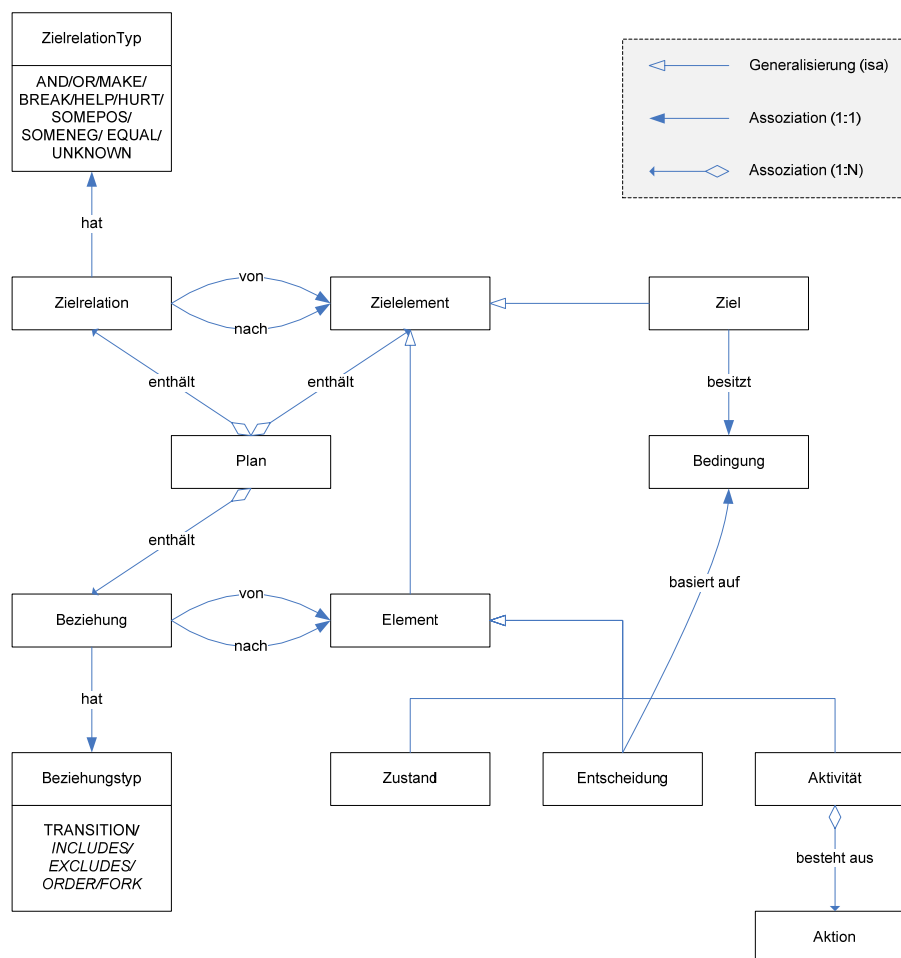 ZielrelationTyp
AND/OR/MAKE/
BREAK/HELP/HURT/
SOMEPOS/
SOMENEG/ EQUAL/
UNKNOWN
Generalisierung (isa)
Assoziation (1:1)
Assoziation (1:N)
hat
Zielrelation
von
nach
Zielelement
Ziel
enthält
enthält
besitzt
Plan
Bedingung
enthält
basiert auf
Beziehung
von
nach
Element
hat
Beziehungstyp
TRANSITION/
INCLUDES/
EXCLUDES/
ORDER/FORK
Zustand
Entscheidung
Aktivität
besteht aus
Aktion